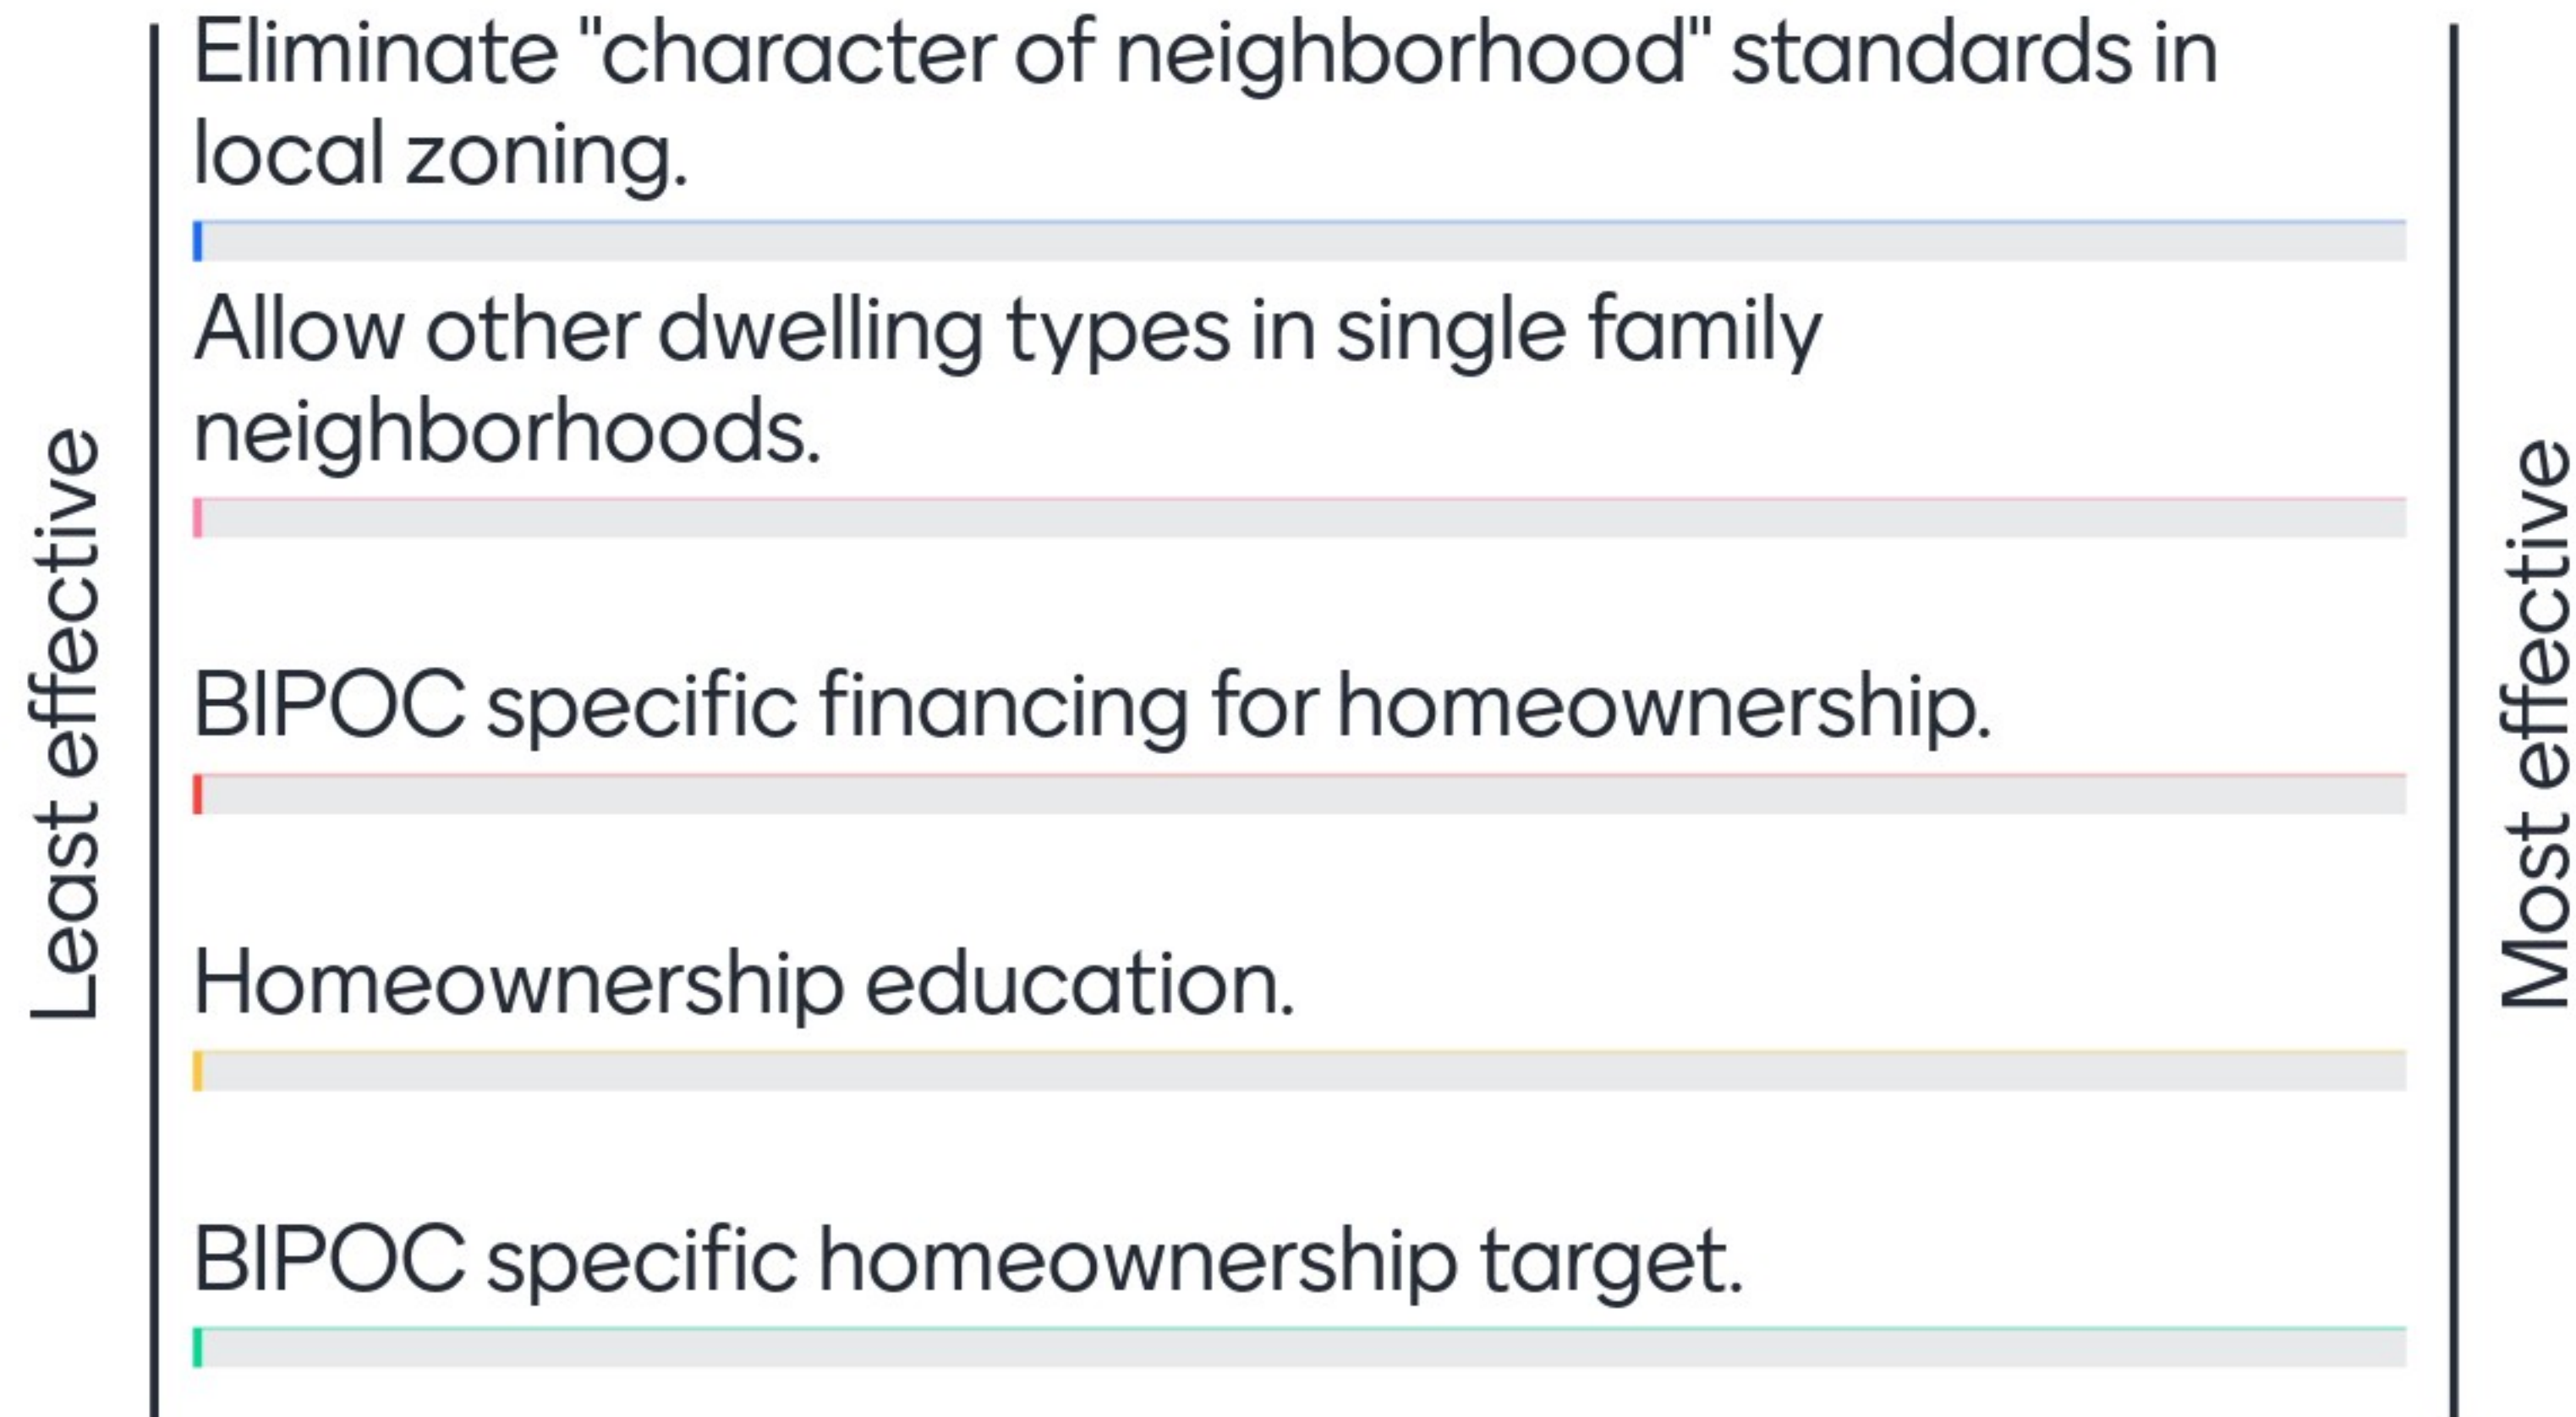 Eliminate "character of neighborhood" standards in
local zoning.
Allow other dwelling types in single family
neighborhoods.
Least effective
Most effective
BIPOC specific financing for homeownership.
Homeownership education.
BIPOC specific homeownership target.